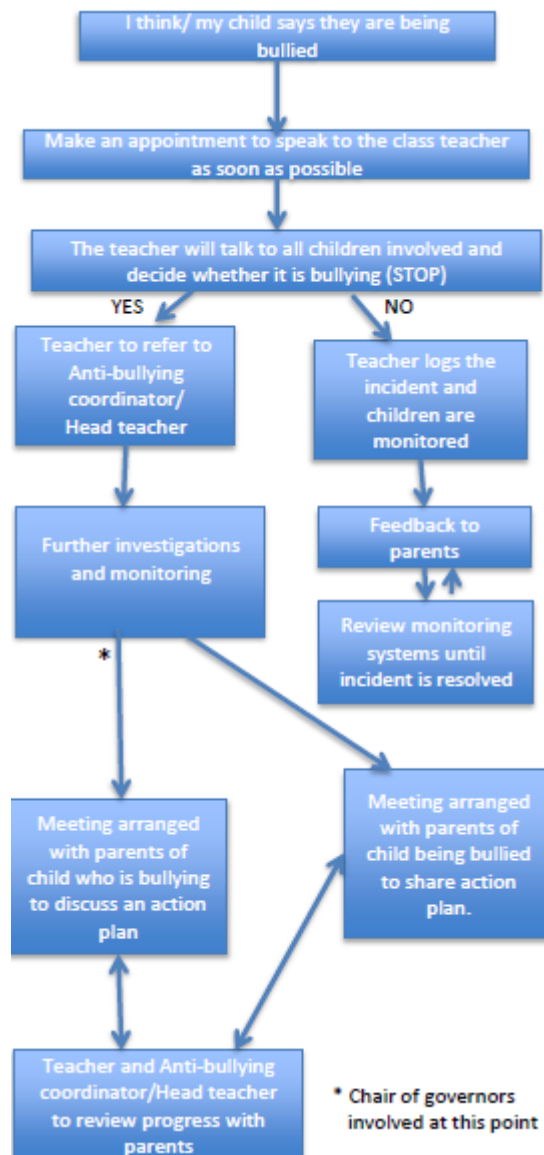 I think/ my child says they are being
bullied
Make an appointment to speak to the class teacher
as soon as possible
The teacher will talk to all children involved and
decide whether it is bullying (STOP)
YES
NO
Teacher to refer to
Anti-bullying
coordinator/
Head teacher
Teacher logs the
incident and
children are
monitored
Further investigations
and monitoring
Feedback to
parents
Review monitoring
systems until
incident is resolved
*
Meeting arranged
with parents of
child who is bullying
to discuss an action
plan
Meeting arranged
with parents of
child being bullied
to share action
plan.
Teacher and Anti-bullying
coordinator/Head teacher
to review progress with
parents
* Chair of governors
involved at this point